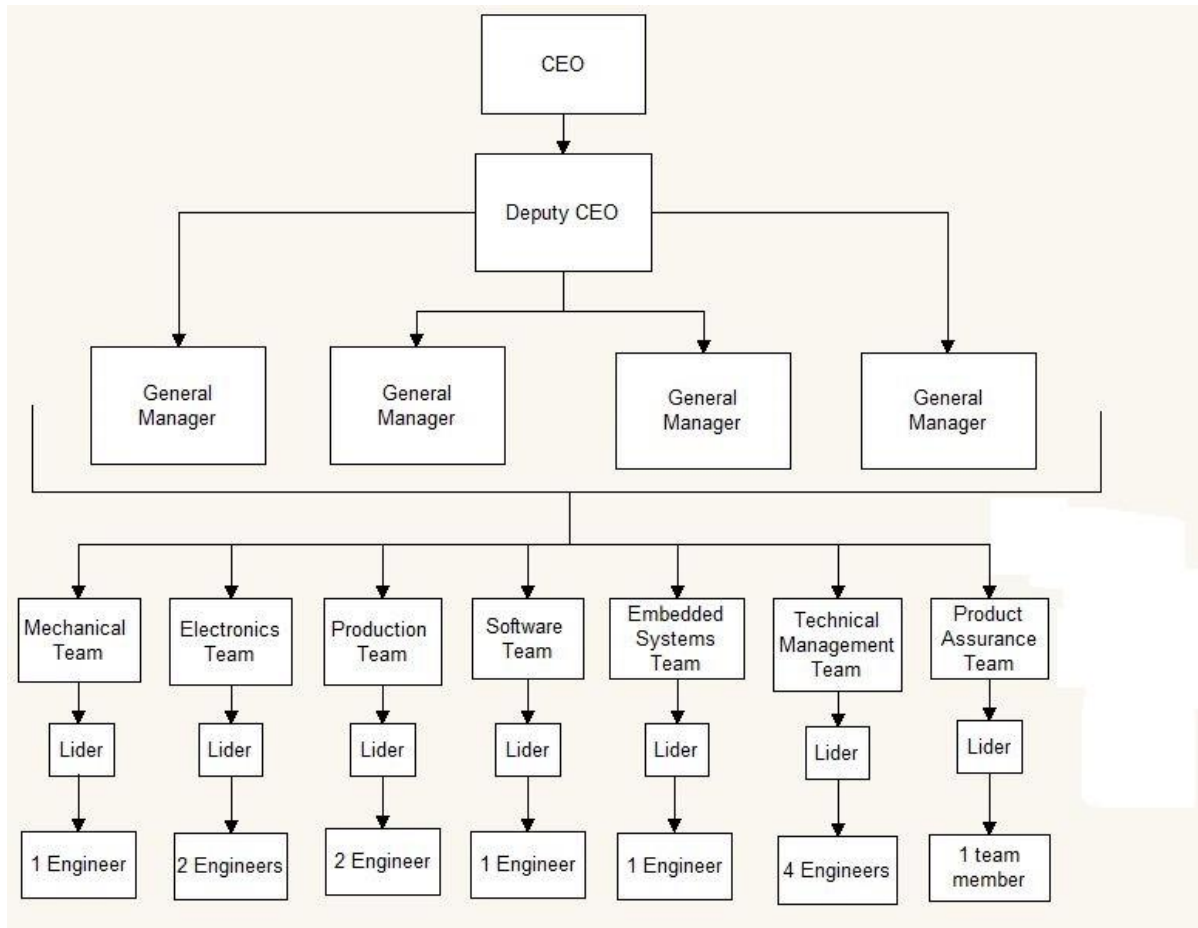 CEO
Deputy CEO
General
Manager
General
Manager
General
Manager
General
Manager
Mechanical
Team
Electronics
Team
Production
Team
Software
Team
Embedded
Systems
Team
Technical
Management
Team
Product
Assurance
Team
Lider
Lider
Lider
Lider
Lider
Lider
Lider
1 Engineer
2 Engineers
2 Engineer
1 Engineer
1 Engineer
4 Engineers
1 team
member